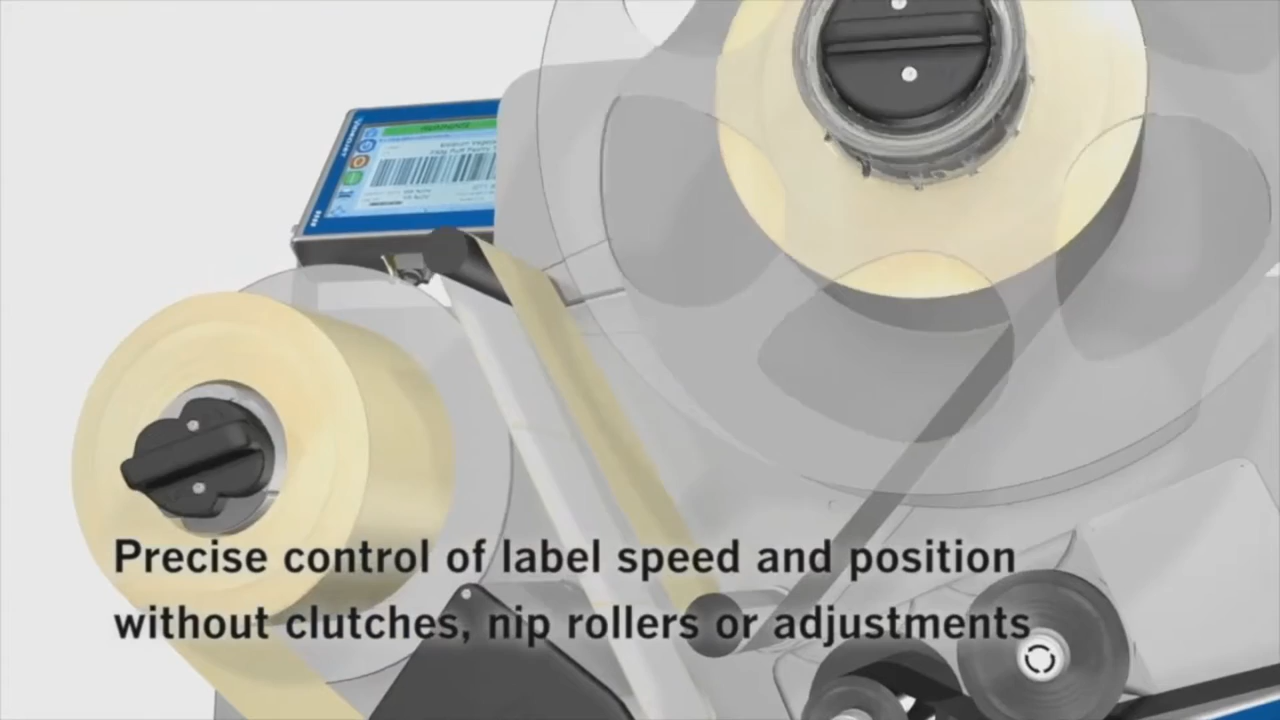 Precise control of label speed and position
without clutches, nip rollers or adjustments